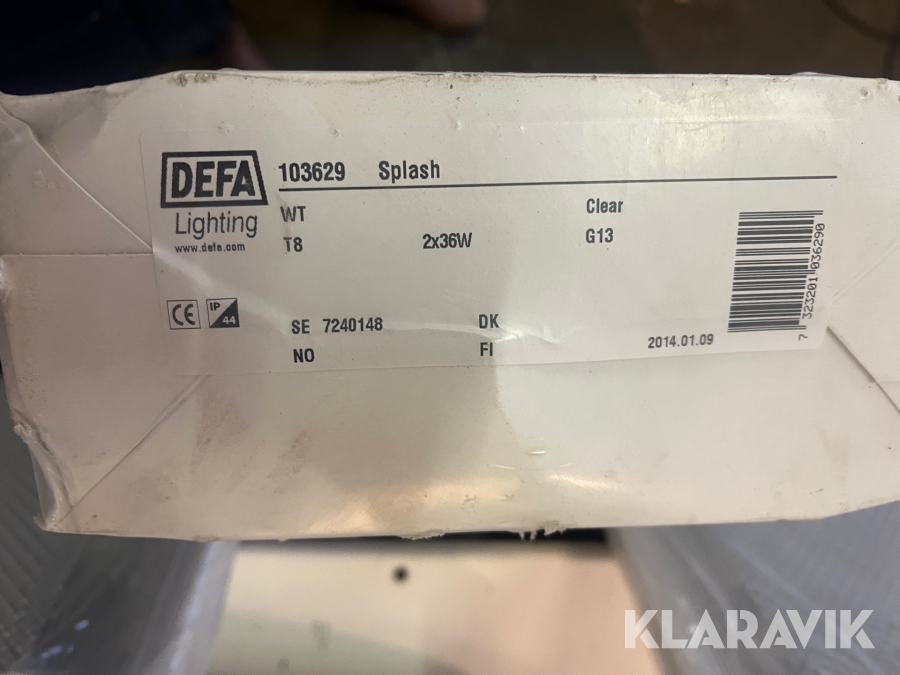 DEFA
Lighting
www.defa.com
103629 Splash
WT Clear
T8 2x36W G13
CE IP 44
SE 7240148 DK
NO FI
2014.01.09
7 323201 036290
KLARAVIK